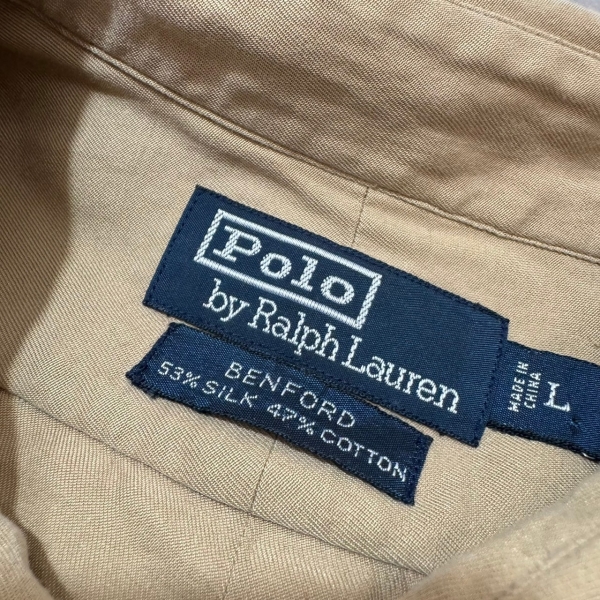 Polo
by Ralph Lauren
BENFORD
53% SILK 47% COTTON
MADE IN
CHINA
L